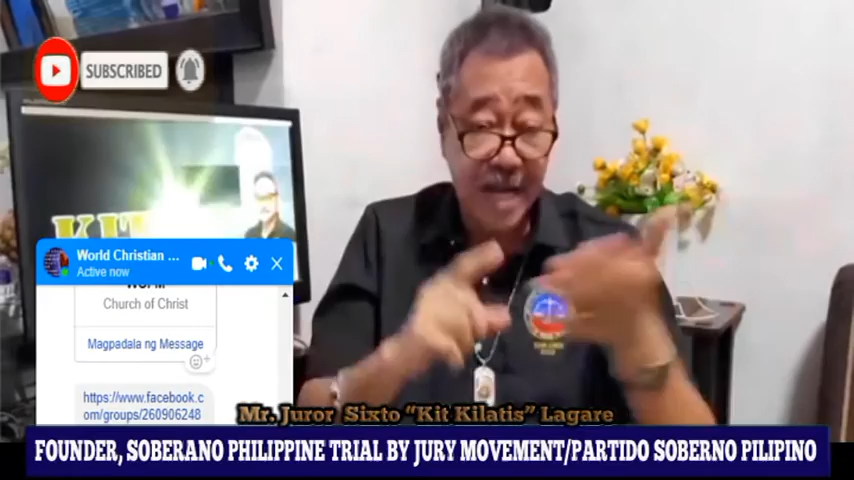 SUBSCRIBED
KIT
World Christian ...
Active now
Church of Christ
Magpadala ng Message
https://www.facebook.c
om/groups/260906248
Mr. Juror Sixto "Kit Kilatis" Lagare
FOUNDER, SOBERANO PHILIPPINE TRIAL BY JURY MOVEMENT/PARTIDO SOBERNO PILIPINO